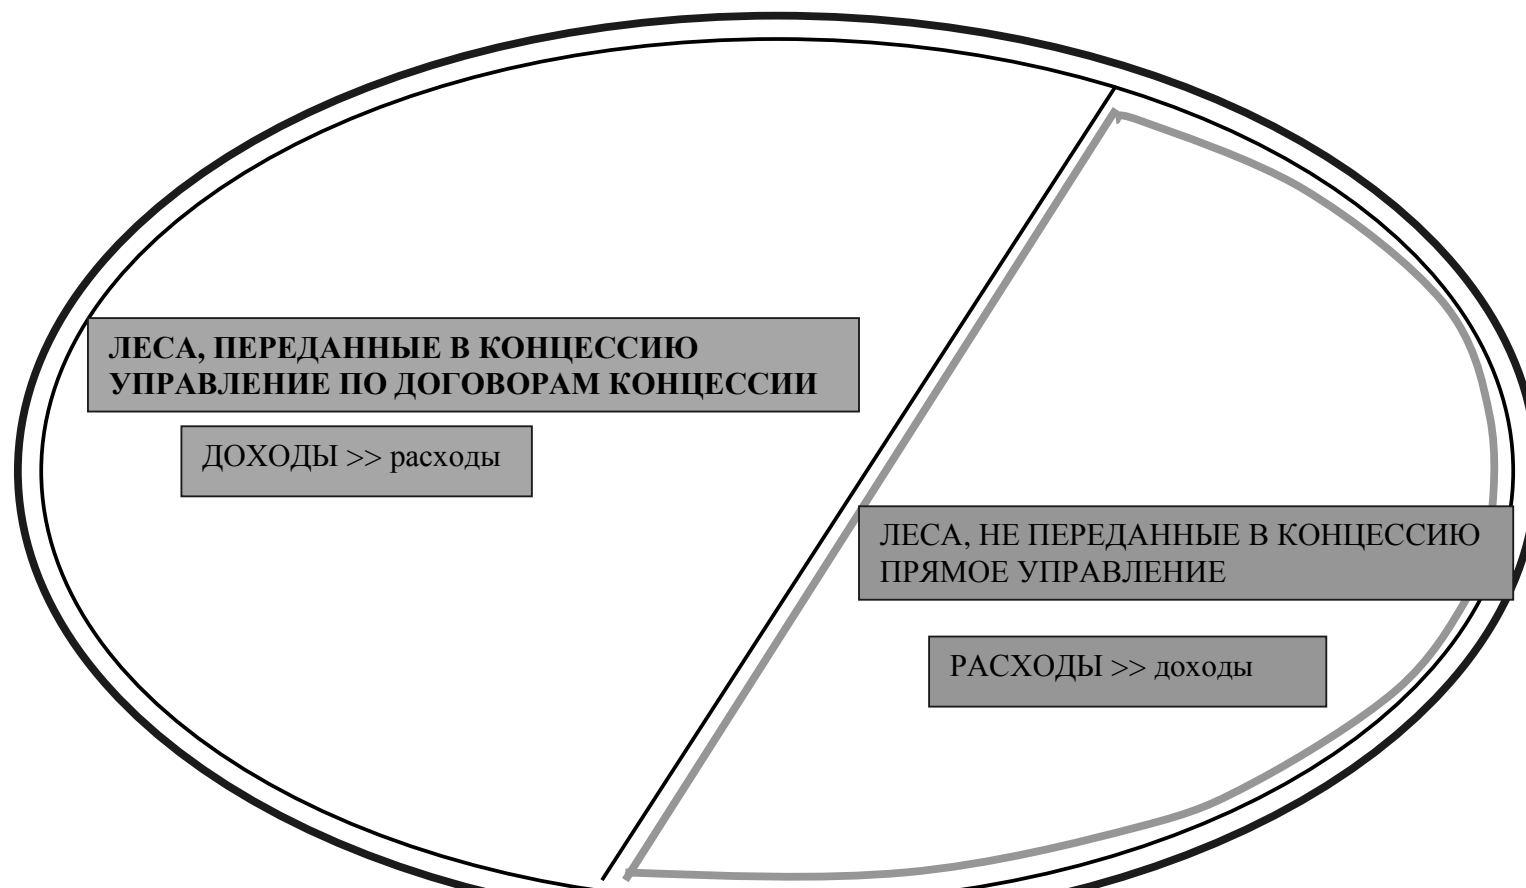 ЛЕСА, ПЕРЕДАННЫЕ В КОНЦЕССИЮ
УПРАВЛЕНИЕ ПО ДОГОВОРАМ КОНЦЕССИИ
ДОХОДЫ >> расходы
ЛЕСА, НЕ ПЕРЕДАННЫЕ В КОНЦЕССИЮ
ПРЯМОЕ УПРАВЛЕНИЕ
РАСХОДЫ >> доходы